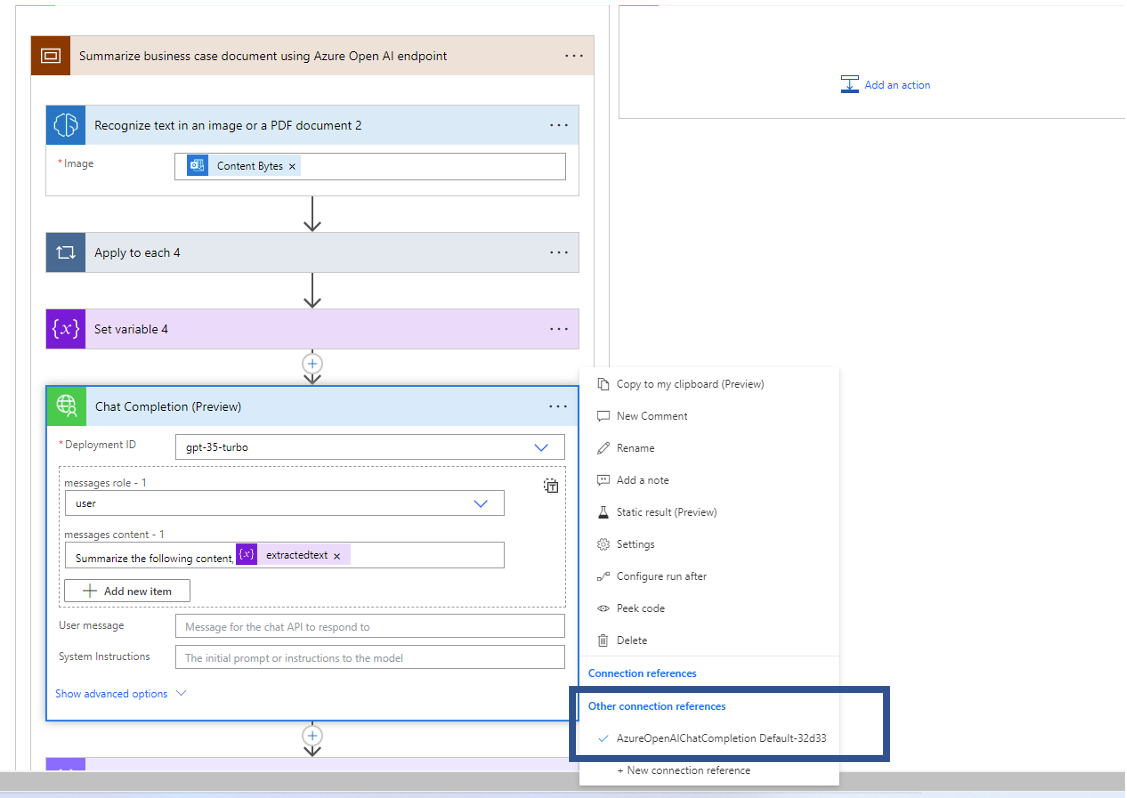 Summarize business case document using Azure Open AI endpoint
Add an action
Recognize text in an image or a PDF document 2
* Image
Content Bytes ×
Apply to each 4
{x} Set variable 4
Chat Completion (Preview)
* Deployment ID
gpt-35-turbo
messages role - 1
user
messages content - 1
Summarize the following content, {x} extractedtext ×
Add new item
User message
Message for the chat API to respond to
System Instructions
The initial prompt or instructions to the model
Show advanced options
Copy to my clipboard (Preview)
New Comment
Rename
Add a note
Static result (Preview)
Settings
Configure run after
Peek code
Delete
Connection references
Other connection references
AzureOpenAIChatCompletion Default-32d33
+ New connection reference